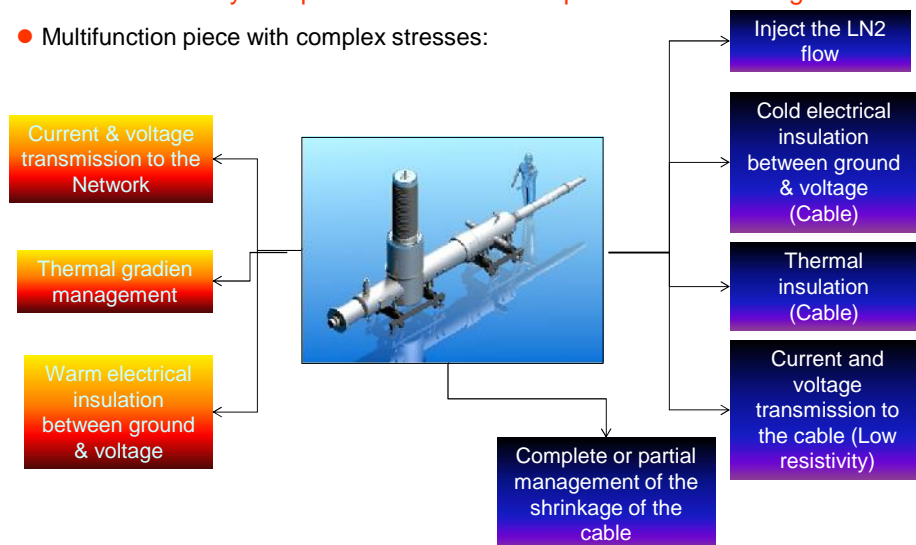 Multifunction piece with complex stresses:
Current & voltage
transmission to the
Network
Thermal gradien
management
Warm electrical
insulation
between ground
& voltage
Inject the LN2
flow
Cold electrical
insulation
between ground
& voltage
(Cable)
Thermal
insulation
(Cable)
Current and
voltage
transmission to
the cable (Low
resistivity)
Complete or partial
management of the
shrinkage of the
cable